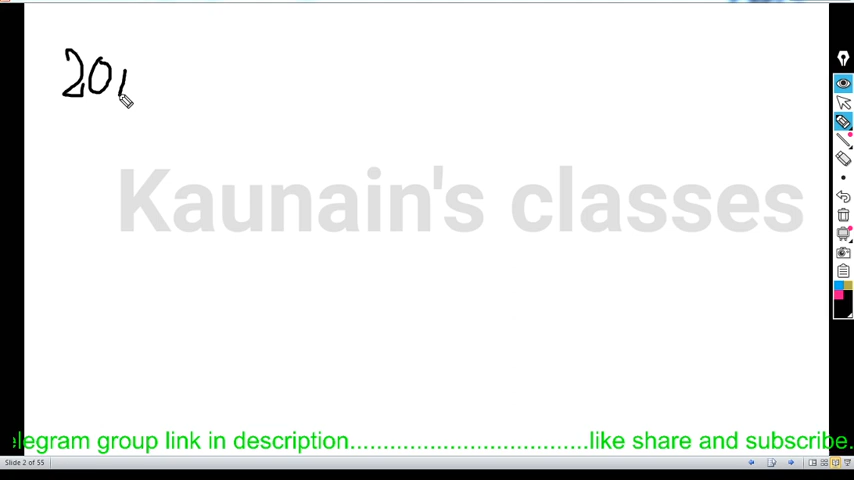 201
Kaunain's classes
elegram group link in description.......................................like share and subscribe.
Slide 2 of 55